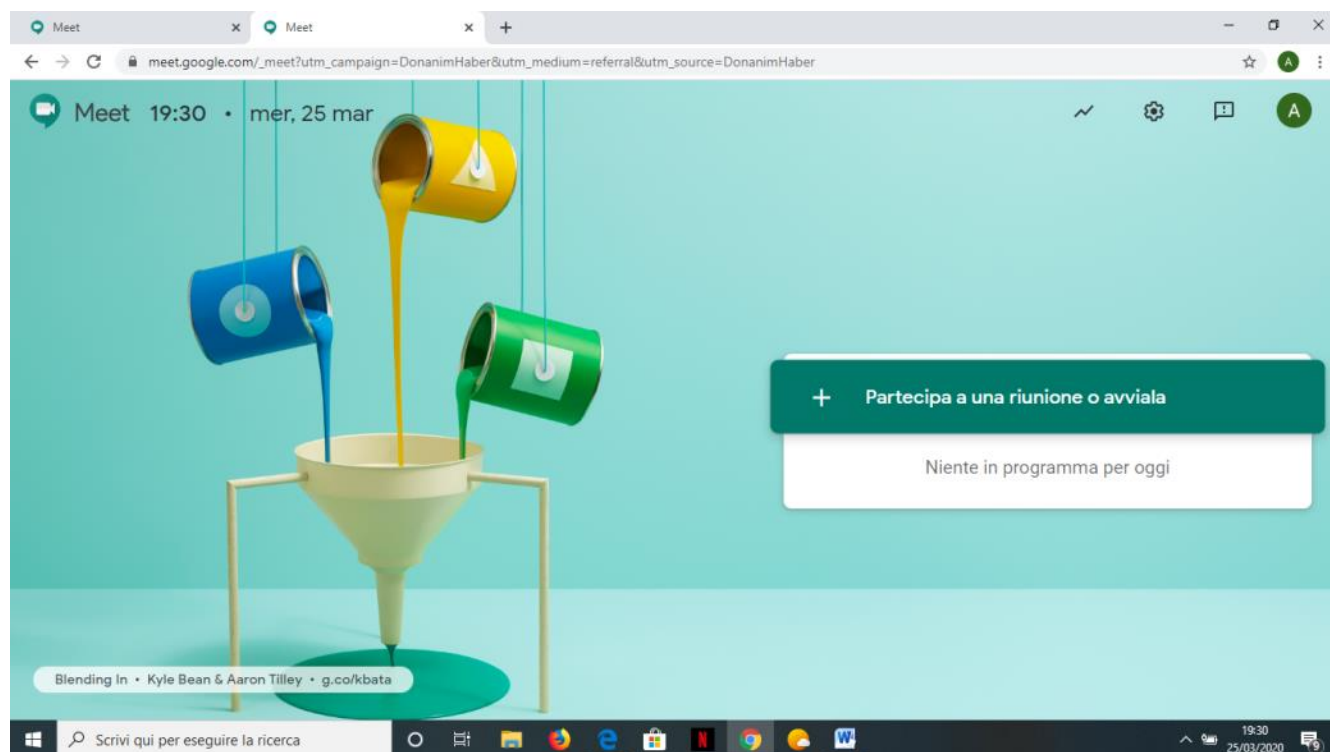 Meet
Meet
meet.google.com/_meet?utm_campaign=DonanimHaber&utm_medium=referral&utm_source=DonanimHaber
A
Meet 19:30 • mer, 25 mar
A
+ Partecipa a una riunione o avviala
Niente in programma per oggi
Blending In • Kyle Bean & Aaron Tilley • g.co/kbata
Scrivi qui per eseguire la ricerca
N
W
19:30
25/03/2020